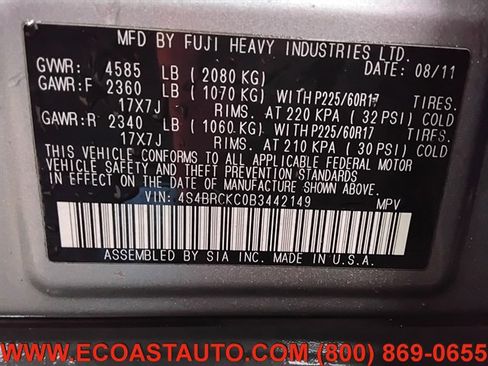 MFD BY FUJI HEAVY INDUSTRIES LTD.
GVWR: 4585 LB (2080 KG) DATE: 08/11
GAWR:F 2360 LB (1070 KG) WITH P225/60R17 TIRES.
17X7J RIMS. AT 220 KPA ( 32 PSI) COLD
GAWR:R 2340 LB (1060 KG) WITH P225/60R17 TIRES.
17X7J RIMS. AT 210 KPA ( 30 PSI) COLD
THIS VEHICLE CONFORMS TO ALL APPLICABLE FEDERAL MOTOR
VEHICLE SAFETY AND THEFT PREVENTION STANDARDS
IN EFFECT ON THE DATE OF MANUFACTURE SHOWN ABOVE.
VIN: 4S4BRCKC0B3442149 MPV
ASSEMBLED BY SIA INC. MADE IN U.S.A.
WWW.ECOASTAUTO.COM (800) 869-0655